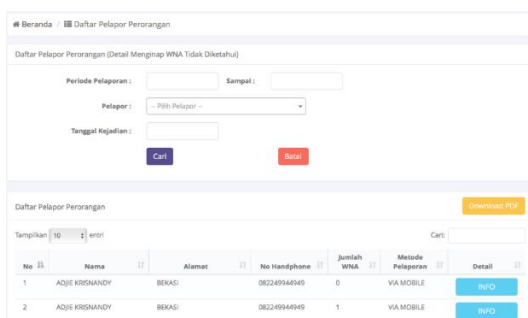 Beranda / Daftar Pelapor Perorangan
Daftar Pelapor Perorangan (Detail Menginap WNA Tidak Diketahui)
Periode Pelaporan : Sampai :
Pelapor : -- Pilih Pelapor --
Tanggal Kejadian :
Cari Batal
Daftar Pelapor Perorangan Download PDF
Tampilkan 10 entri Cari:
No Nama Alamat No Handphone Jumlah WNA Metode Pelaporan Detail
1 ADJIE KRISNANDY BEKASI 082249944949 0 VIA MOBILE INFO
2 ADJIE KRISNANDY BEKASI 082249944949 1 VIA MOBILE INFO